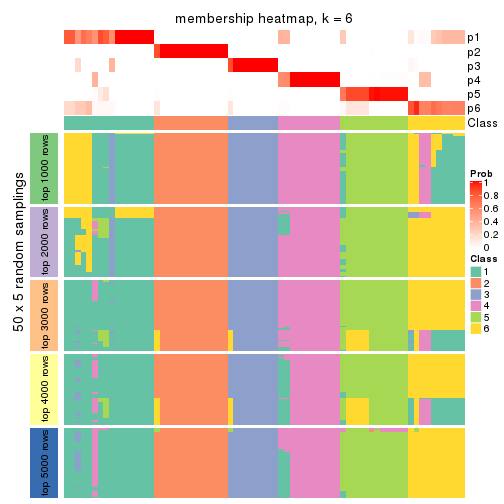 membership heatmap, k = 6
p1
p2
p3
p4
p5
p6
Class
50 x 5 random samplings
top 1000 rows
top 2000 rows
top 3000 rows
top 4000 rows
top 5000 rows
Prob
1
0.8
0.6
0.4
0.2
0
Class
1
2
3
4
5
6